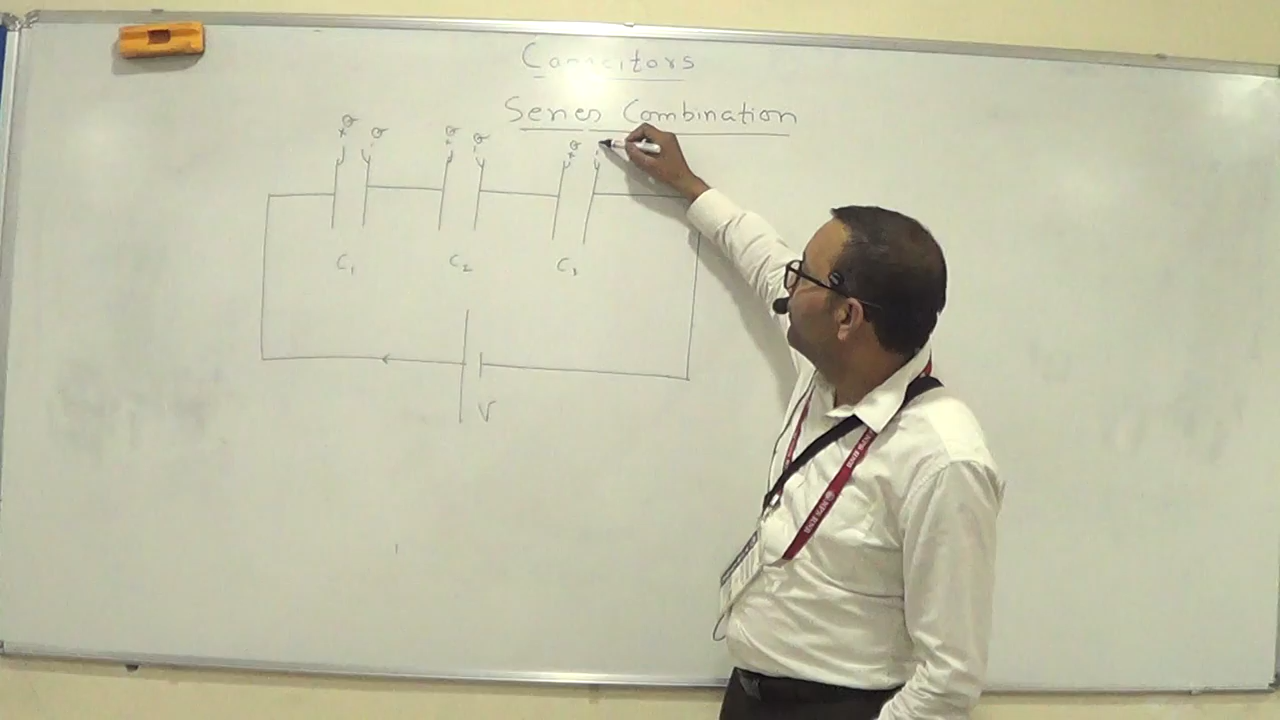 Capacitors
Series Combination
+Q -Q +Q -Q +Q -
C1 C2 C3
V